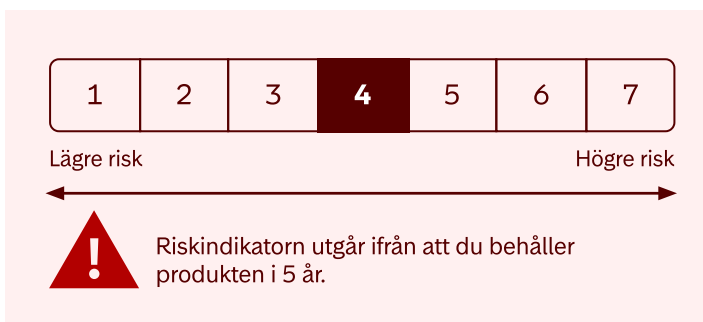 1 2 3 4 5 6 7
Lägre risk Högre risk
!
Riskindikatorn utgår ifrån att du behåller
produkten i 5 år.